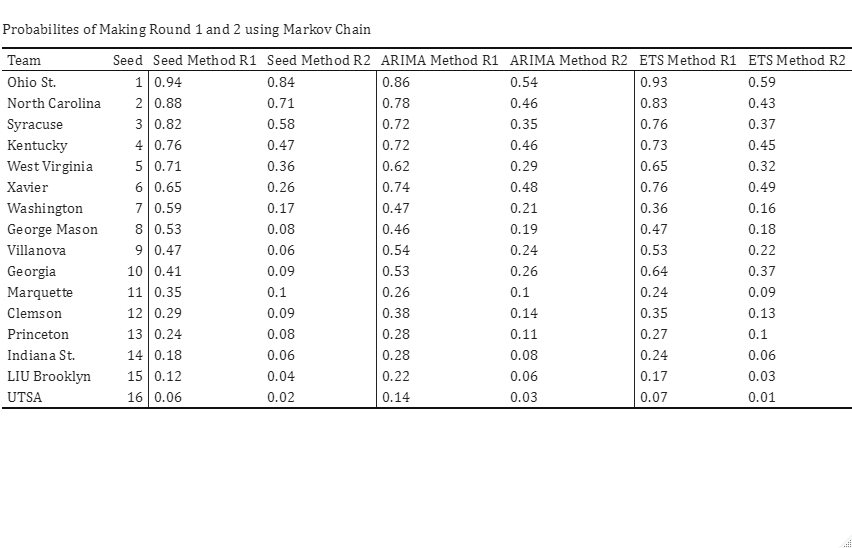 Probabilites of Making Round 1 and 2 using Markov Chain
Team Seed Seed Method R1 Seed Method R2 ARIMA Method R1 ARIMA Method R2 ETS Method R1 ETS Method R2
Ohio St. 1 0.94 0.84 0.86 0.54 0.93 0.59
North Carolina 2 0.88 0.71 0.78 0.46 0.83 0.43
Syracuse 3 0.82 0.58 0.72 0.35 0.76 0.37
Kentucky 4 0.76 0.47 0.72 0.46 0.73 0.45
West Virginia 5 0.71 0.36 0.62 0.29 0.65 0.32
Xavier 6 0.65 0.26 0.74 0.48 0.76 0.49
Washington 7 0.59 0.17 0.47 0.21 0.36 0.16
George Mason 8 0.53 0.08 0.46 0.19 0.47 0.18
Villanova 9 0.47 0.06 0.54 0.24 0.53 0.22
Georgia 10 0.41 0.09 0.53 0.26 0.64 0.37
Marquette 11 0.35 0.1 0.26 0.1 0.24 0.09
Clemson 12 0.29 0.09 0.38 0.14 0.35 0.13
Princeton 13 0.24 0.08 0.28 0.11 0.27 0.1
Indiana St. 14 0.18 0.06 0.28 0.08 0.24 0.06
LIU Brooklyn 15 0.12 0.04 0.22 0.06 0.17 0.03
UTSA 16 0.06 0.02 0.14 0.03 0.07 0.01